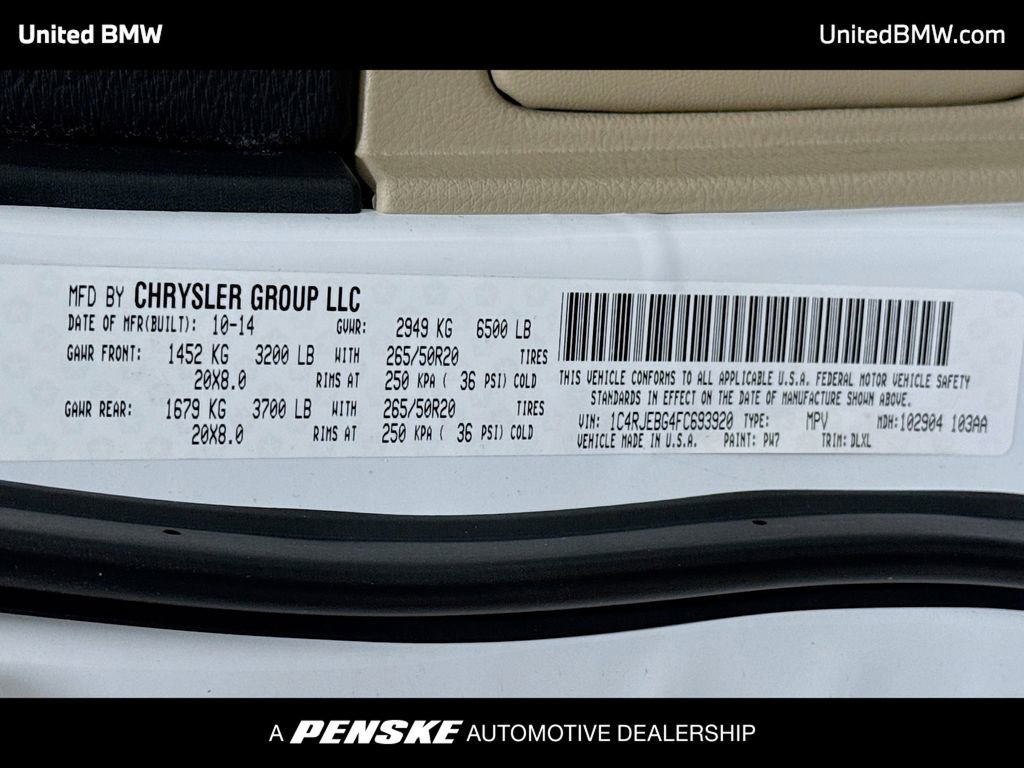 United BMW
UnitedBMW.com
MFD BY CHRYSLER GROUP LLC
DATE OF MFR(BUILT): 10-14 GVWR: 2949 KG 6500 LB
GAWR FRONT: 1452 KG 3200 LB WITH 265/50R20 TIRES
20X8.0 RIMS AT 250 KPA ( 36 PSI) COLD
GAWR REAR: 1679 KG 3700 LB WITH 265/50R20 TIRES
20X8.0 RIMS AT 250 KPA ( 36 PSI) COLD
THIS VEHICLE CONFORMS TO ALL APPLICABLE U.S.A. FEDERAL MOTOR VEHICLE SAFETY
STANDARDS IN EFFECT ON THE DATE OF MANUFACTURE SHOWN ABOVE.
VIN: 1C4RJEBG4FC693920 TYPE: MPV MDH:102904 103AA
VEHICLE MADE IN U.S.A. PAINT: PW7 TRIM: DLXL
A PENSKE AUTOMOTIVE DEALERSHIP